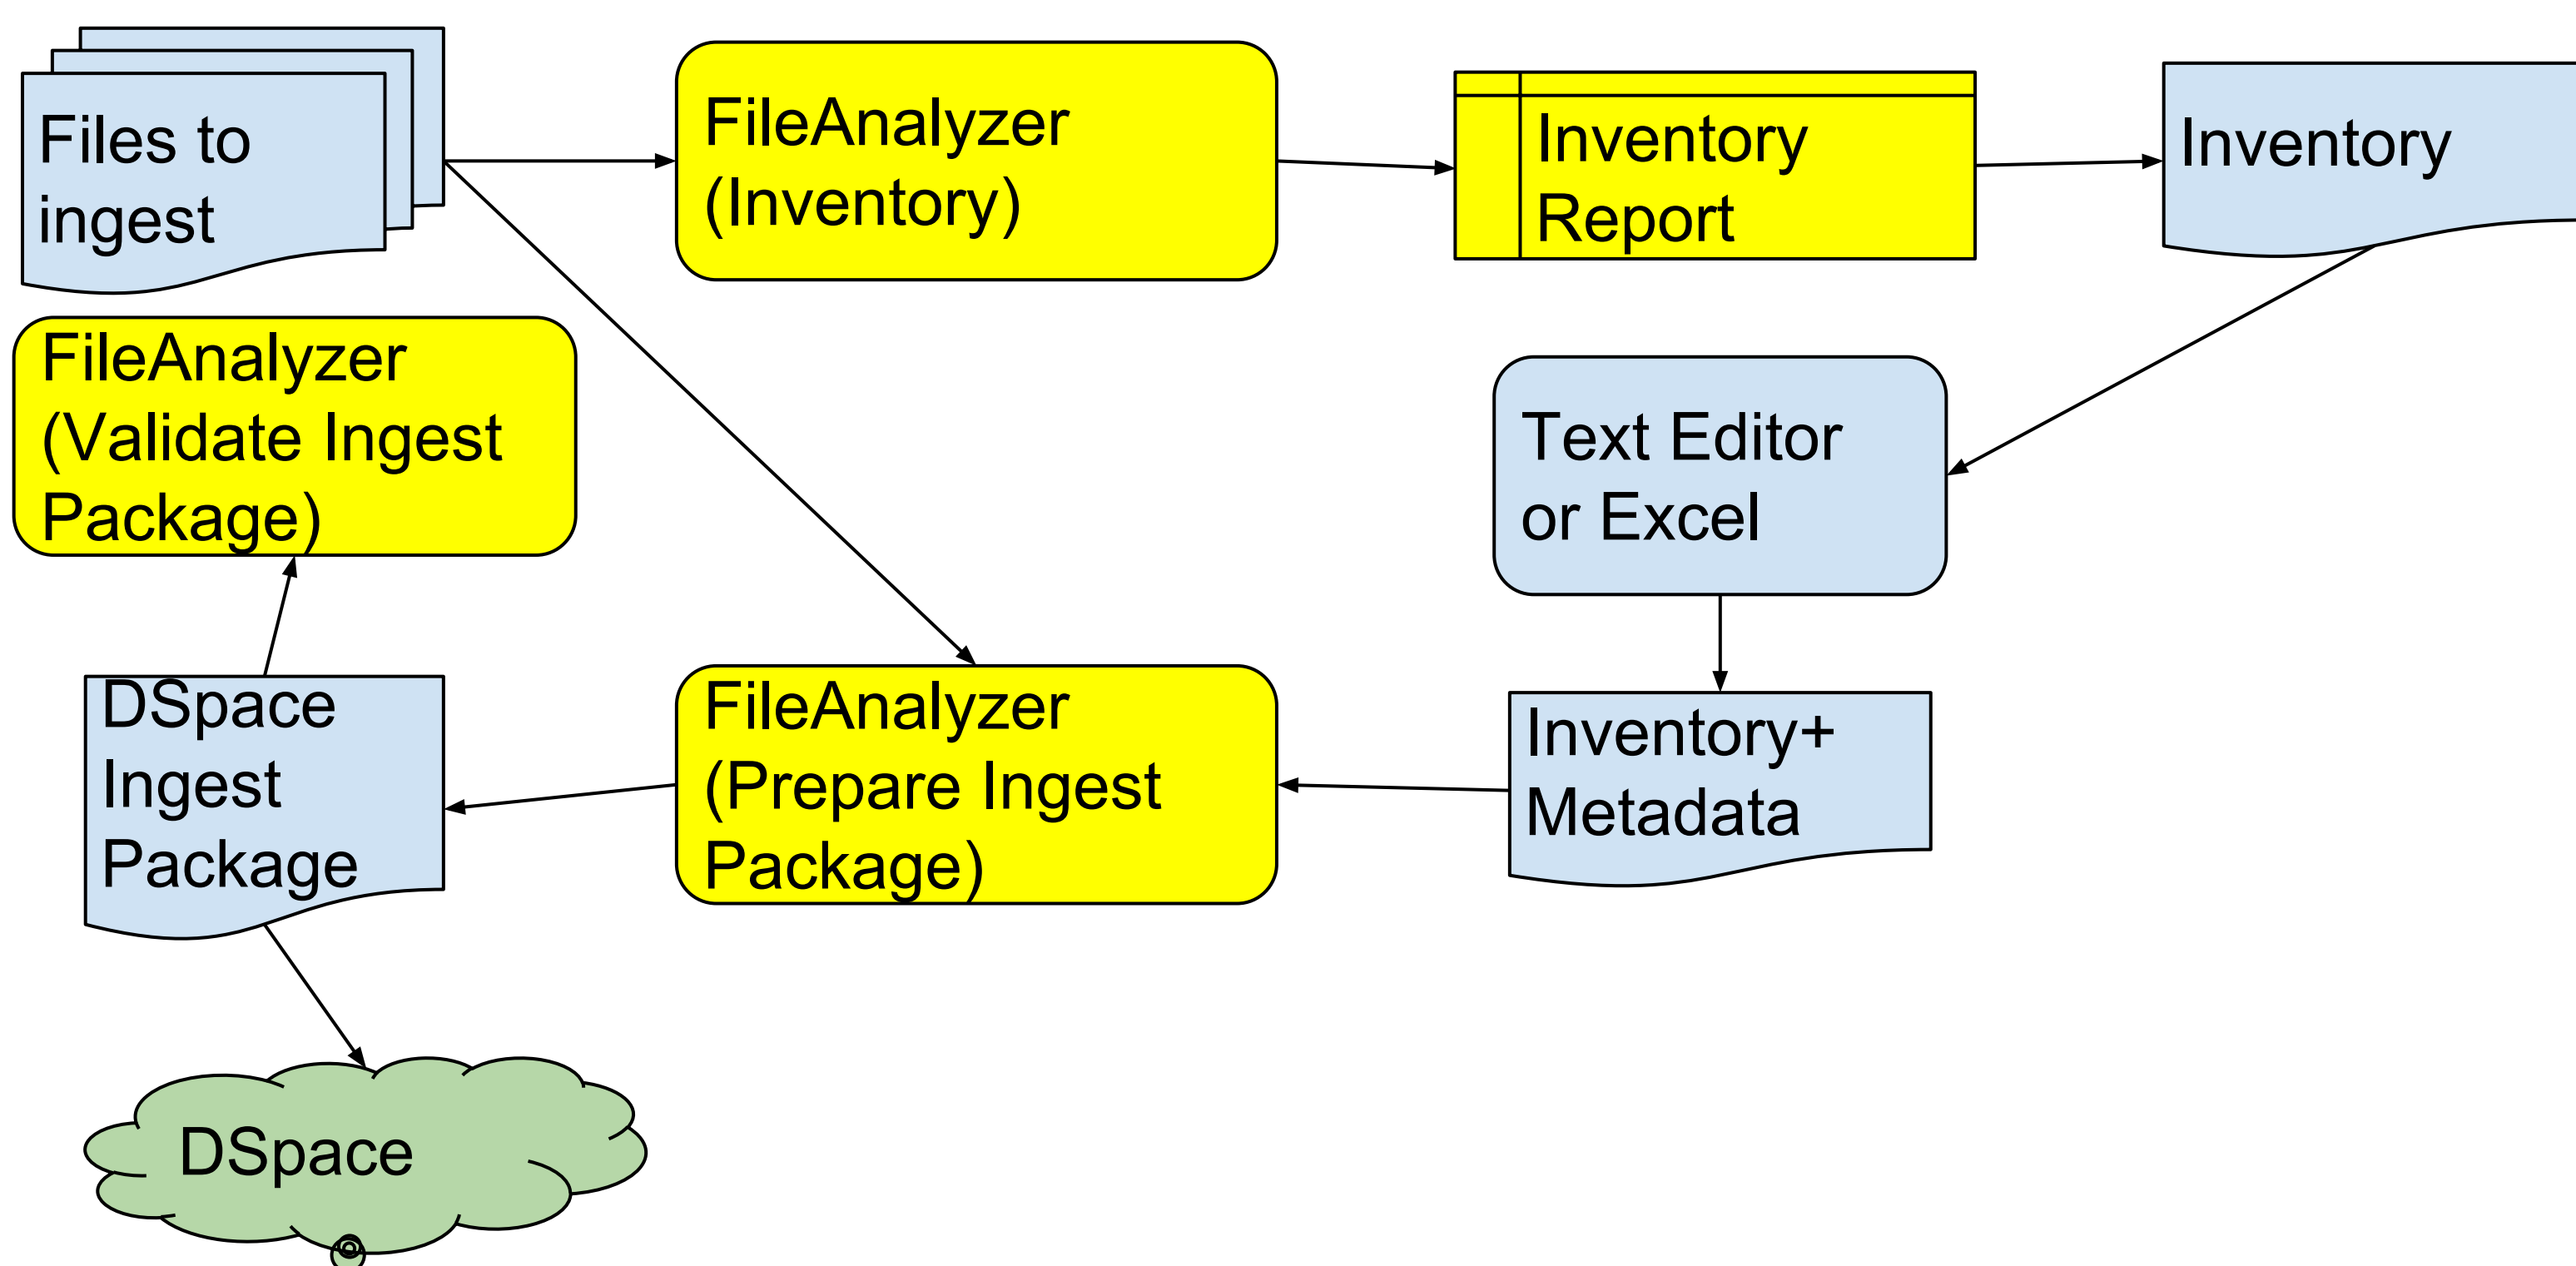 Files to
ingest
FileAnalyzer
(Inventory)
Inventory
Report
Inventory
FileAnalyzer
(Validate Ingest
Package)
Text Editor
or Excel
DSpace
Ingest
Package
FileAnalyzer
(Prepare Ingest
Package)
Inventory+
Metadata
DSpace